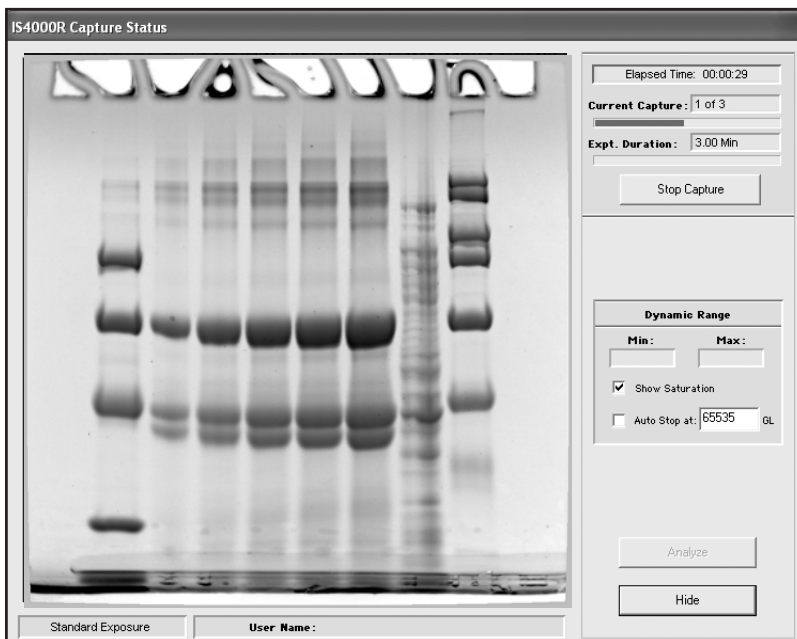 IS4000R Capture Status
Elapsed Time: 00:00:29
Current Capture: 1 of 3
Expt. Duration: 3.00 Min
Stop Capture
Dynamic Range
Min: Max:
Show Saturation
Auto Stop at: 65535 GL
Analyze
Hide
Standard Exposure User Name: